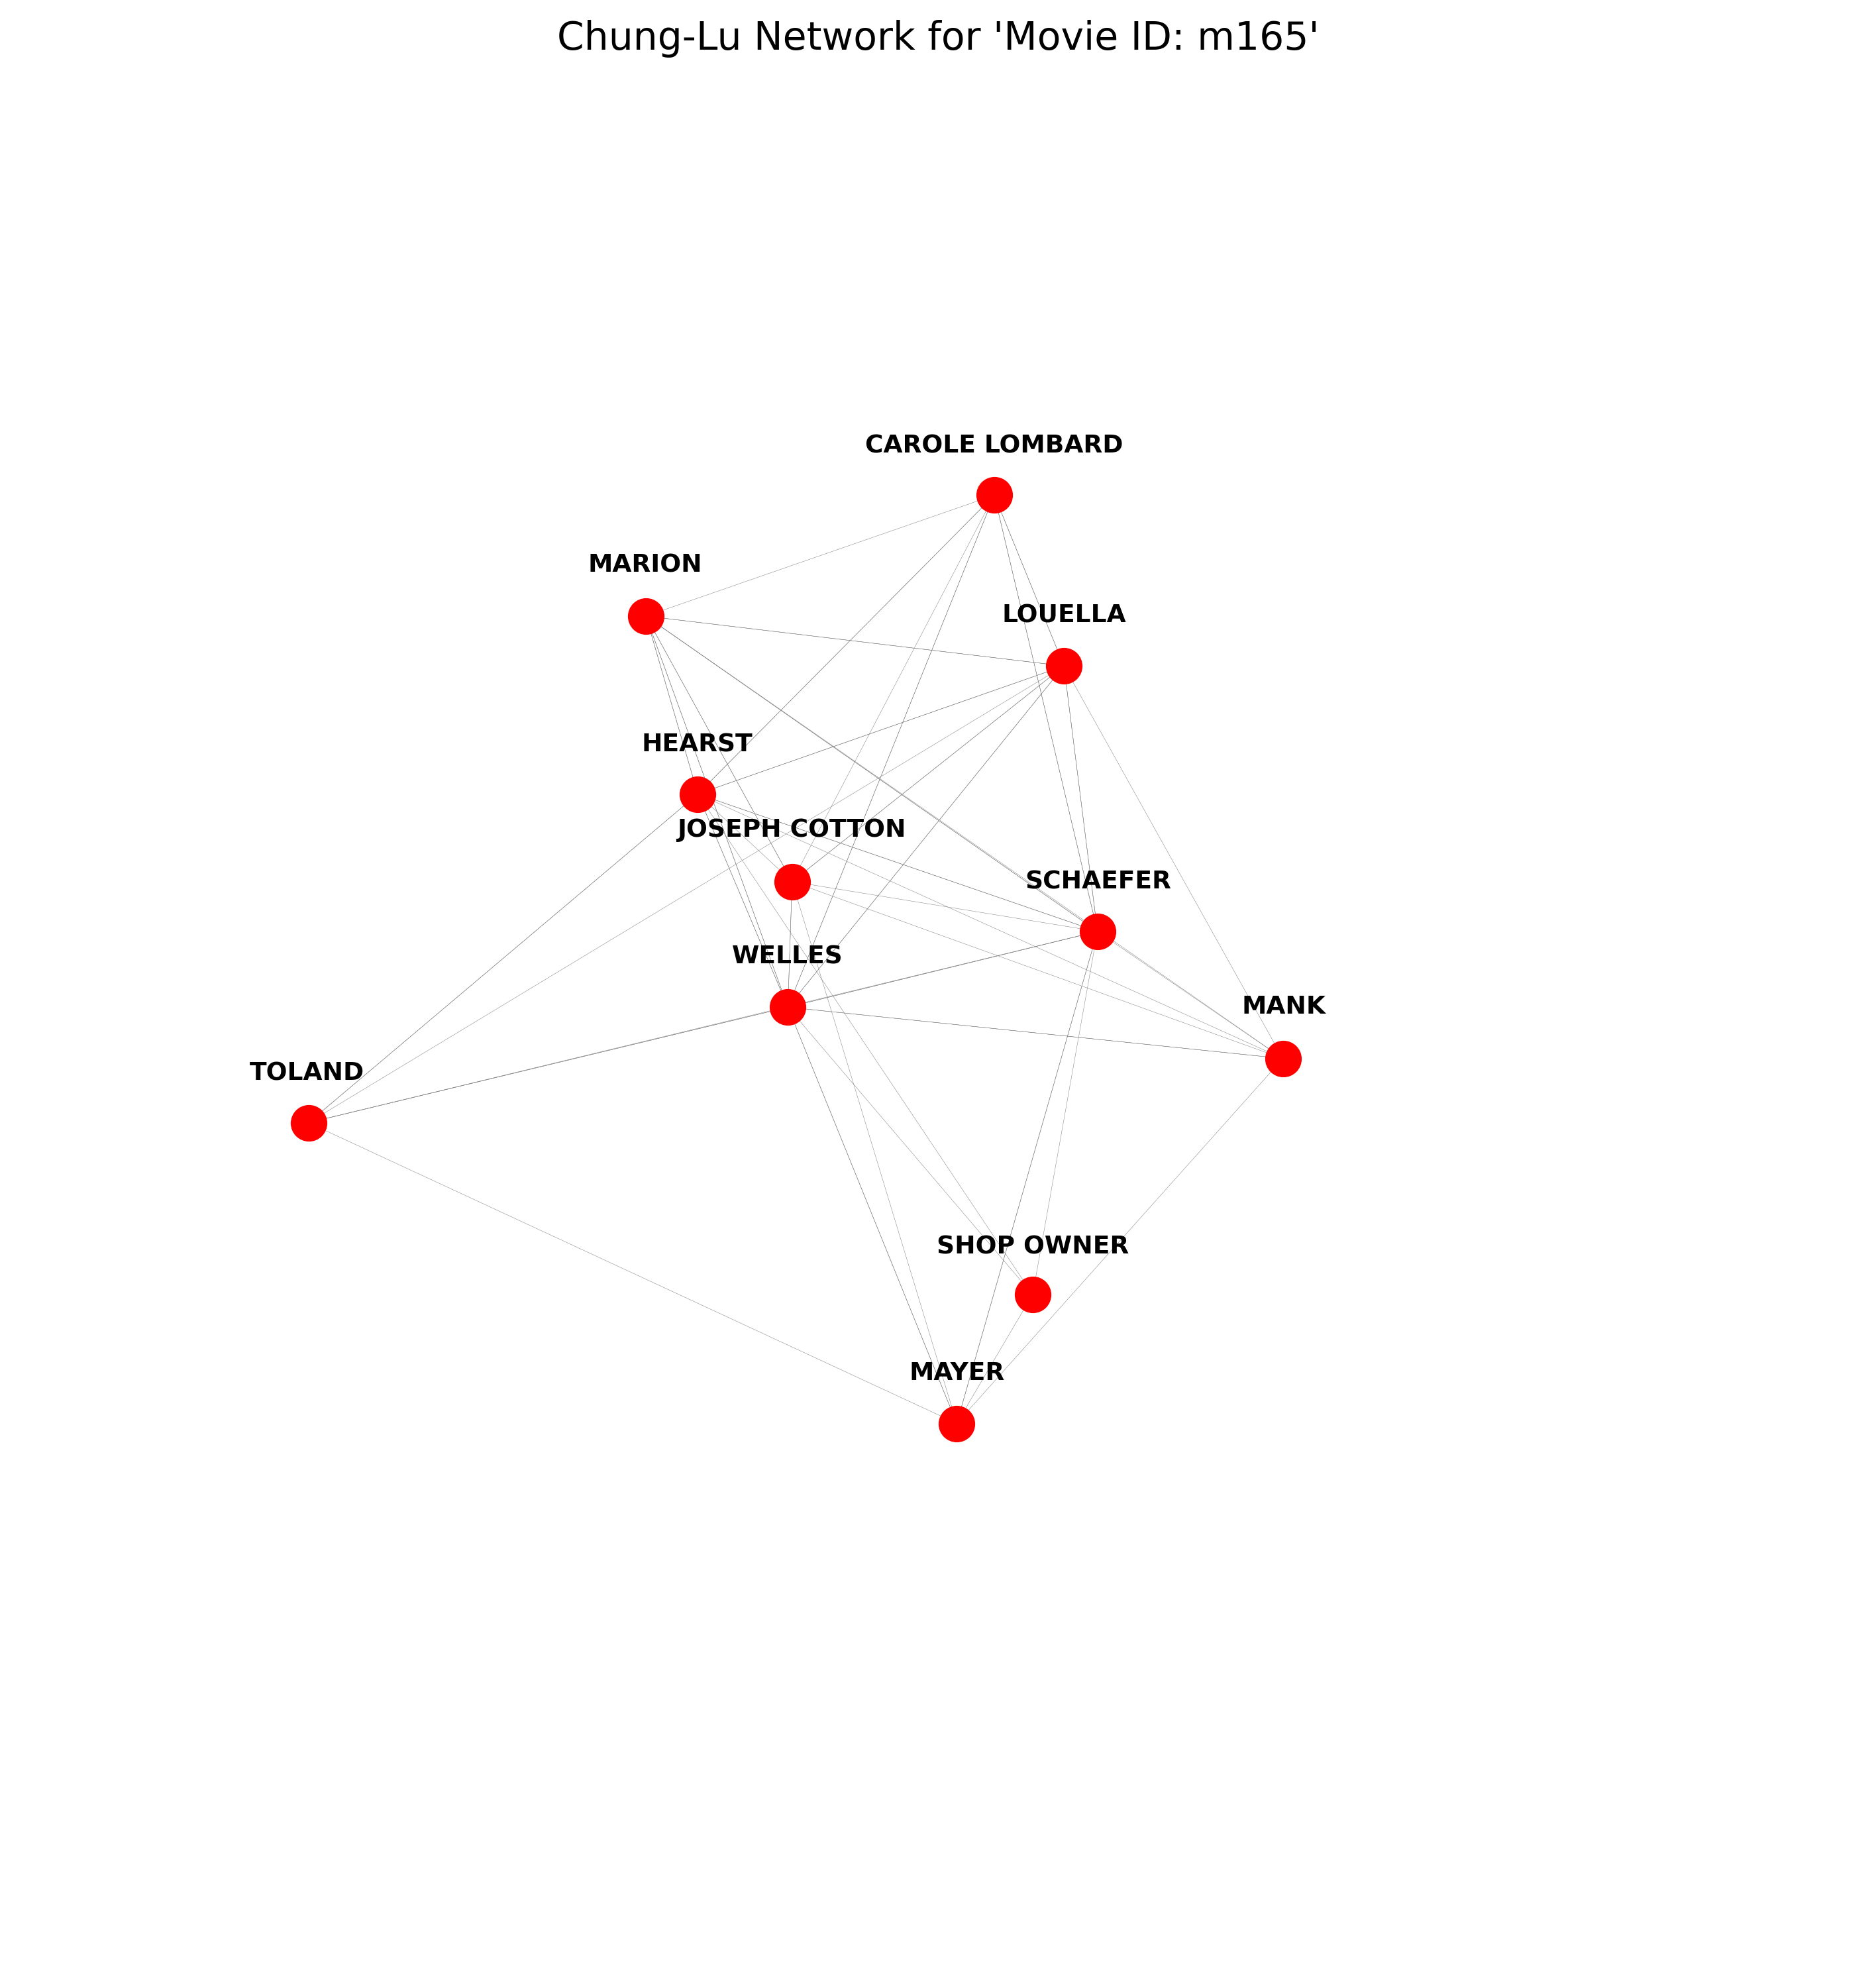 Chung-Lu Network for 'Movie ID: m165'
CAROLE LOMBARD
MARION
LOUELLA
HEARST
JOSEPH COTTON
SCHAEFER
WELLES
MANK
TOLAND
SHOP OWNER
MAYER